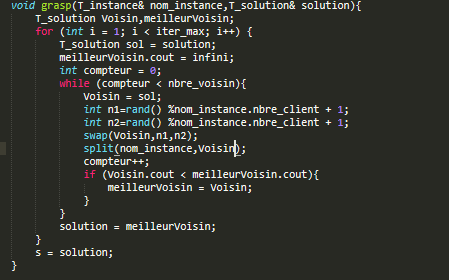 void grasp(T_instance& nom_instance,T_solution& solution){
    T_solution Voisin,meilleurVoisin;
    for (int i = 1; i < iter_max; i++) {
        T_solution sol = solution;
        meilleurVoisin.cout = infini;
        int compteur = 0;
        while (compteur < nbre_voisin){
            Voisin = sol;
            int n1=rand() %nom_instance.nbre_client + 1;
            int n2=rand() %nom_instance.nbre_client + 1;
            swap(Voisin,n1,n2);
            split(nom_instance,Voisin);
            compteur++;
            if (Voisin.cout < meilleurVoisin.cout){
                meilleurVoisin = Voisin;
            }
        }
        solution = meilleurVoisin;
    }
    s = solution;
}